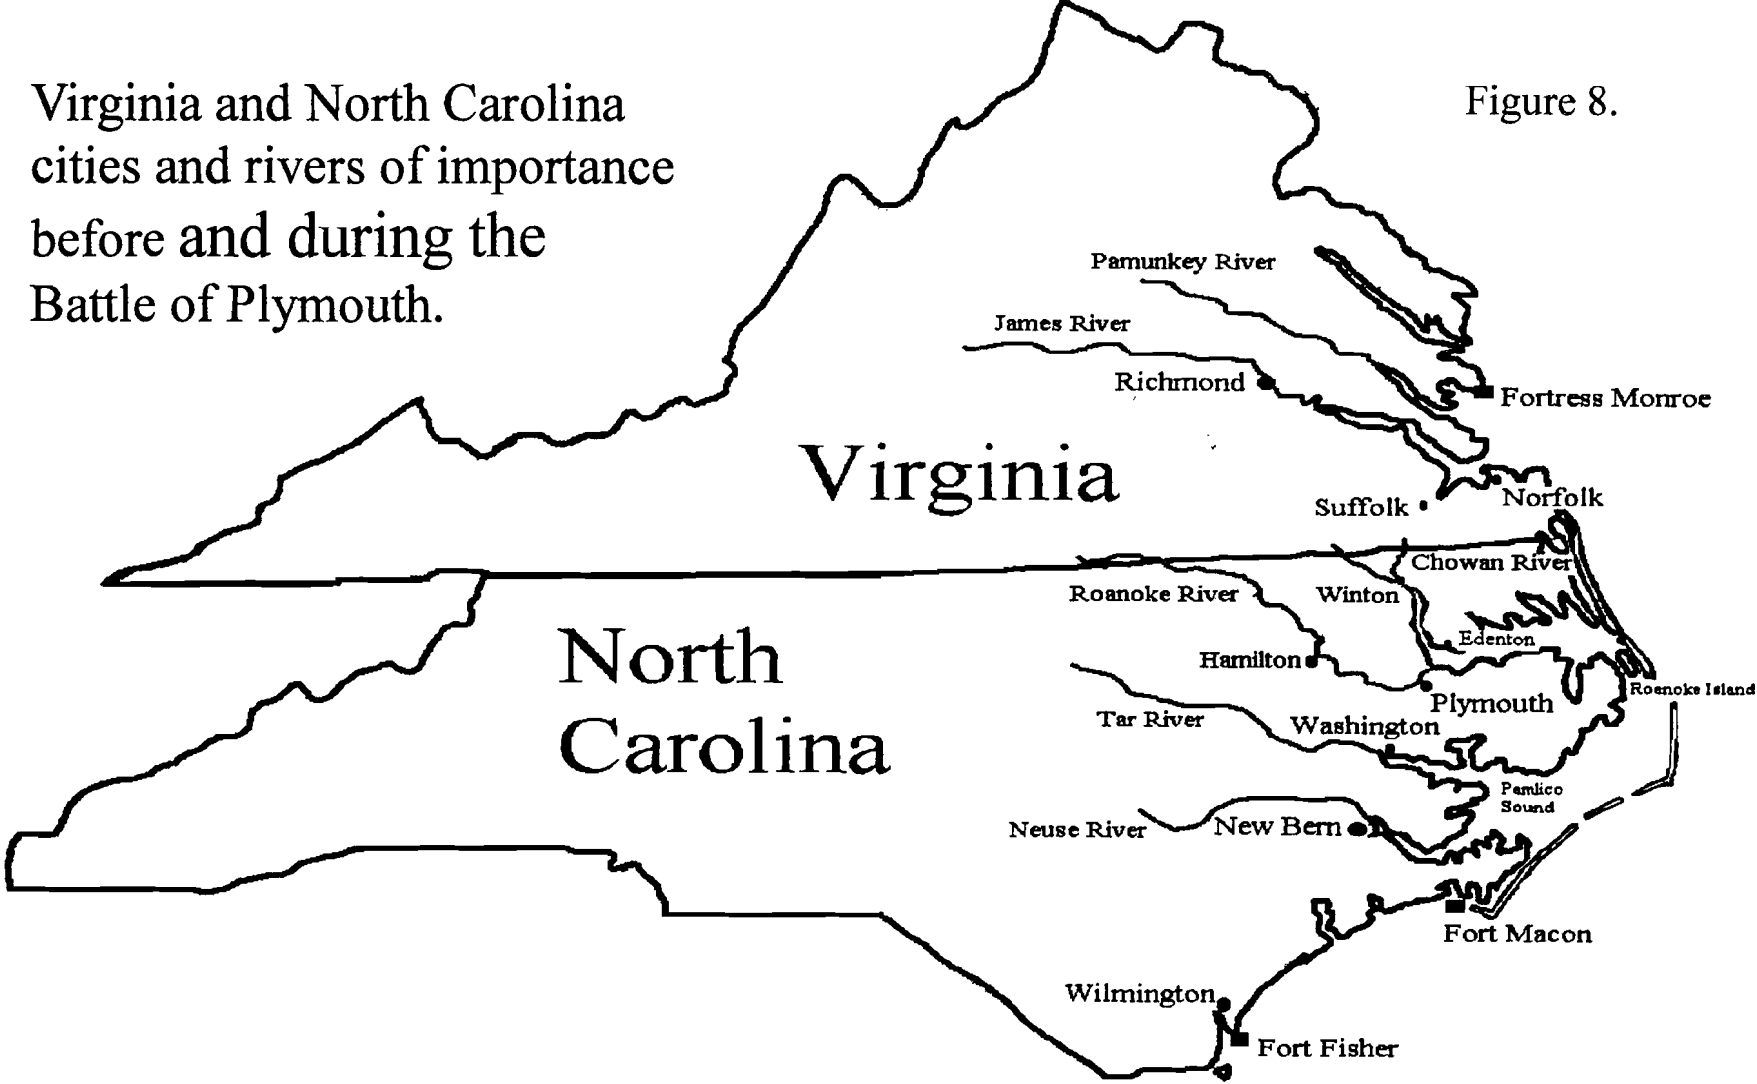 Virginia and North Carolina
cities and rivers of importance
before and during the
Battle of Plymouth.
Figure 8.
Pamunkey River
James River
Richmond
Fortress Monroe
Virginia
Suffolk
Norfolk
Chowan River
Roanoke River
Winton
Edenton
North
Carolina
Hamilton
Roenoke Island
Plymouth
Tar River
Washington
Pamlico
Sound
Neuse River
New Bern
Fort Macon
Wilmington
Fort Fisher